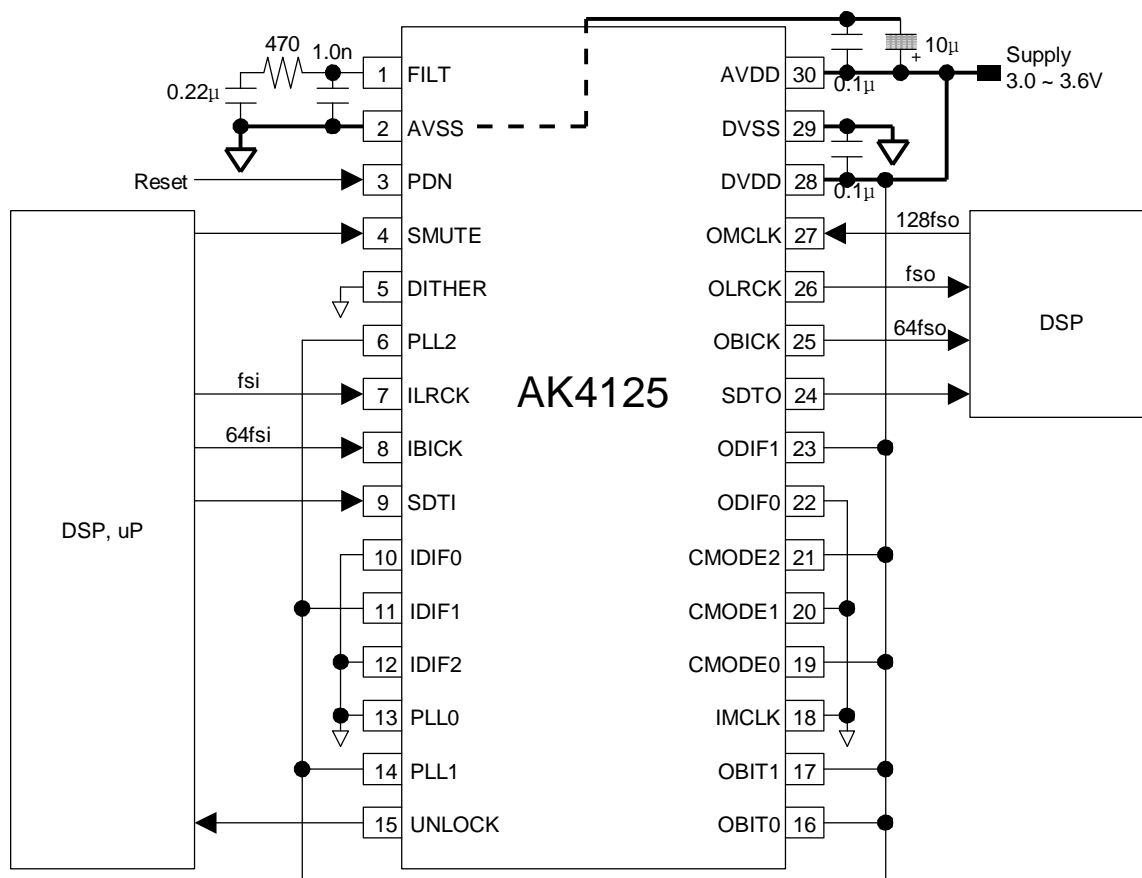 470
1.0n
0.22μ
1 FILT
2 AVSS
Reset
3 PDN
4 SMUTE
5 DITHER
6 PLL2
fsi
7 ILRCK
64fsi
8 IBICK
9 SDTI
DSP, uP
10 IDIF0
11 IDIF1
12 IDIF2
13 PLL0
14 PLL1
15 UNLOCK
AK4125
10μ
+
Supply
3.0 ~ 3.6V
AVDD 30
0.1μ
DVSS 29
DVDD 28
0.1μ
OMCLK 27
128fso
OLRCK 26
fso
OBICK 25
64fso
SDTO 24
DSP
ODIF1 23
ODIF0 22
CMODE2 21
CMODE1 20
CMODE0 19
IMCLK 18
OBIT1 17
OBIT0 16